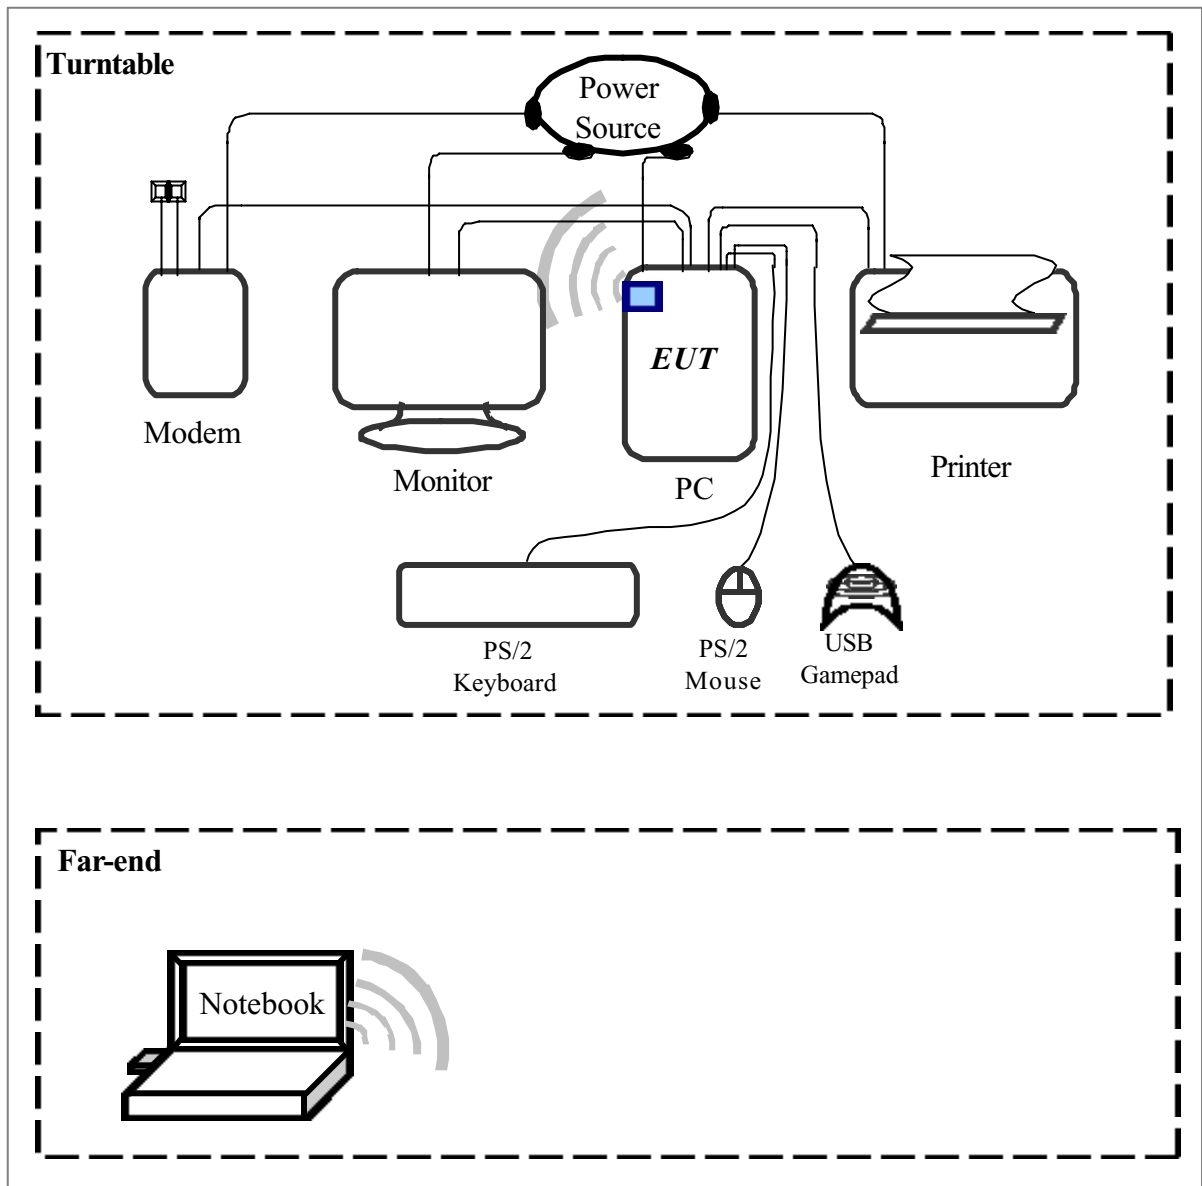 Turntable
Power
Source
EUT
Modem
Monitor
PC
Printer
PS/2
Keyboard
PS/2
Mouse
USB
Gamepad
Far-end
Notebook